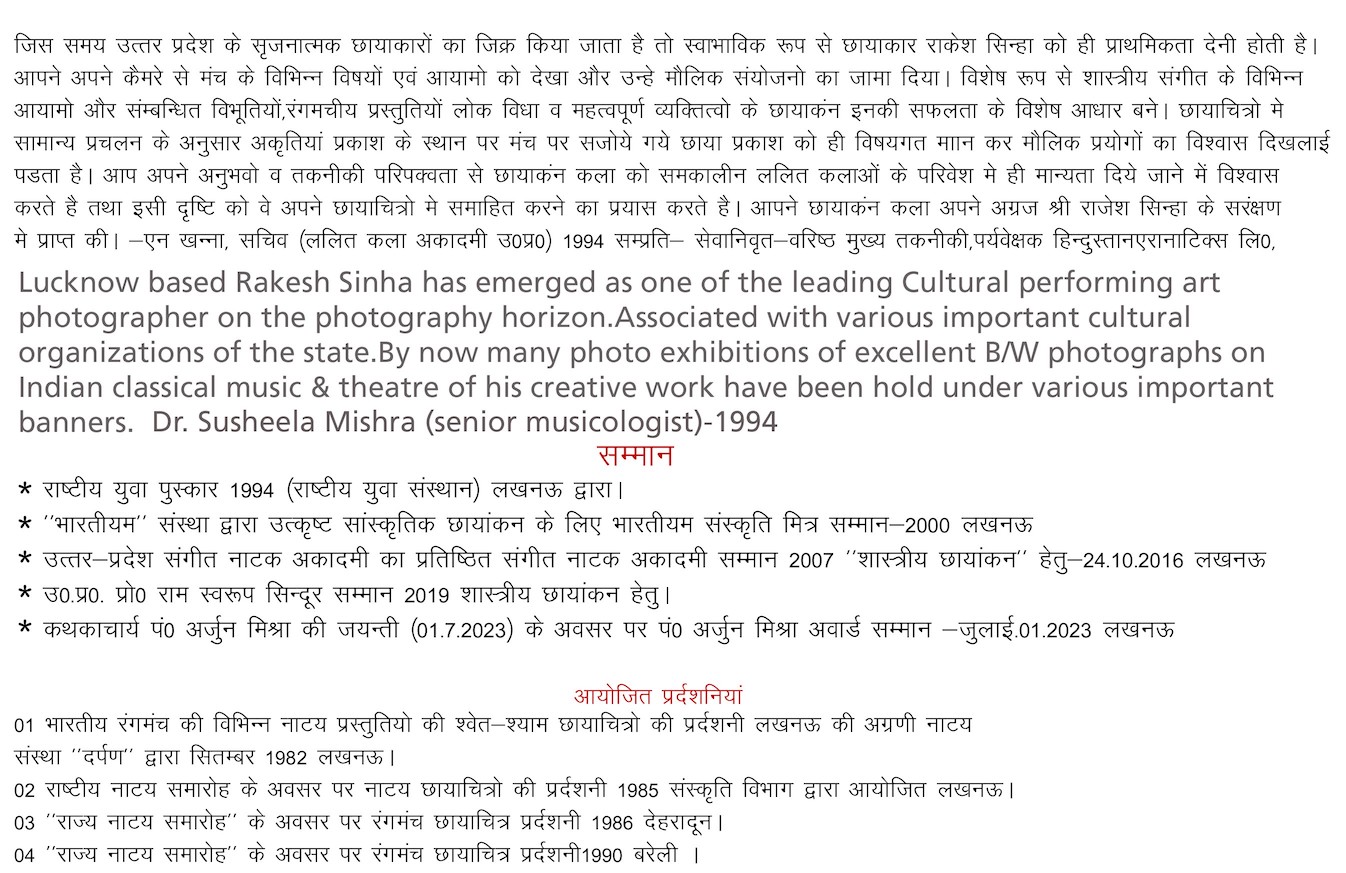 जिस समय उत्तर प्रदेश के सृजनात्मक छायाकारों का जिक्र किया जाता है तो स्वाभाविक रूप से छायाकार राकेश सिन्हा को ही प्राथमिकता देनी होती है।
आपने अपने कैमरे से मंच के विभिन्न विषयों एवं आयामो को देखा और उन्हे मौलिक संयोजनो का जामा दिया। विशेष रूप से शास्त्रीय संगीत के विभिन्न
आयामो और संम्बन्धित विभूतियों,रंगमचीय प्रस्तुतियों लोक विधा व महत्वपूर्ण व्यक्तित्वो के छायाकंन इनकी सफलता के विशेष आधार बने। छायाचित्रो मे
सामान्य प्रचलन के अनुसार अकृतियां प्रकाश के स्थान पर मंच पर सजोये गये छाया प्रकाश को ही विषयगत माान कर मौलिक प्रयोगों का विश्वास दिखलाई
पडता है। आप अपने अनुभवो व तकनीकी परिपक्वता से छायाकंन कला को समकालीन ललित कलाओं के परिवेश मे ही मान्यता दिये जाने में विश्वास
करते है तथा इसी दृष्टि को वे अपने छायाचित्रो मे समाहित करने का प्रयास करते है। आपने छायाकंन कला अपने अग्रज श्री राजेश सिन्हा के सरंक्षण
मे प्राप्त की। –एन खन्ना, सचिव (ललित कला अकादमी उ0प्र0) 1994 सम्प्रति– सेवानिवृत–वरिष्ठ मुख्य तकनीकी,पर्यवेक्षक हिन्दुस्तानएरानाटिक्स लि0,
Lucknow based Rakesh Sinha has emerged as one of the leading Cultural performing art
photographer on the photography horizon.Associated with various important cultural
organizations of the state.By now many photo exhibitions of excellent B/W photographs on
Indian classical music & theatre of his creative work have been hold under various important
banners. Dr. Susheela Mishra (senior musicologist)-1994
सम्मान
* राष्टीय युवा पुस्कार 1994 (राष्टीय युवा संस्थान) लखनऊ द्वारा।
* ''भारतीयम'' संस्था द्वारा उत्कृष्ट सांस्कृतिक छायांकन के लिए भारतीयम संस्कृति मित्र सम्मान–2000 लखनऊ
* उत्तर–प्रदेश संगीत नाटक अकादमी का प्रतिष्ठित संगीत नाटक अकादमी सम्मान 2007 ''शास्त्रीय छायांकन'' हेतु–24.10.2016 लखनऊ
* उ0.प्र0. प्रो0 राम स्वरूप सिन्दूर सम्मान 2019 शास्त्रीय छायांकन हेतु।
* कथकाचार्य पं0 अर्जुन मिश्रा की जयन्ती (01.7.2023) के अवसर पर पं0 अर्जुन मिश्रा अवार्ड सम्मान –जुलाई.01.2023 लखनऊ
आयोजित प्रर्दशनियां
01 भारतीय रंगमंच की विभिन्न नाटय प्रस्तुतियो की श्वेत–श्याम छायाचित्रो की प्रर्दशनी लखनऊ की अग्रणी नाटय
संस्था ''दर्पण'' द्वारा सितम्बर 1982 लखनऊ।
02 राष्टीय नाटय समारोह के अवसर पर नाटय छायाचित्रो की प्रर्दशनी 1985 संस्कृति विभाग द्वारा आयोजित लखनऊ।
03 ''राज्य नाटय समारोह'' के अवसर पर रंगमंच छायाचित्र प्रर्दशनी 1986 देहरादून।
04 ''राज्य नाटय समारोह'' के अवसर पर रंगमंच छायाचित्र प्रर्दशनी1990 बरेली ।